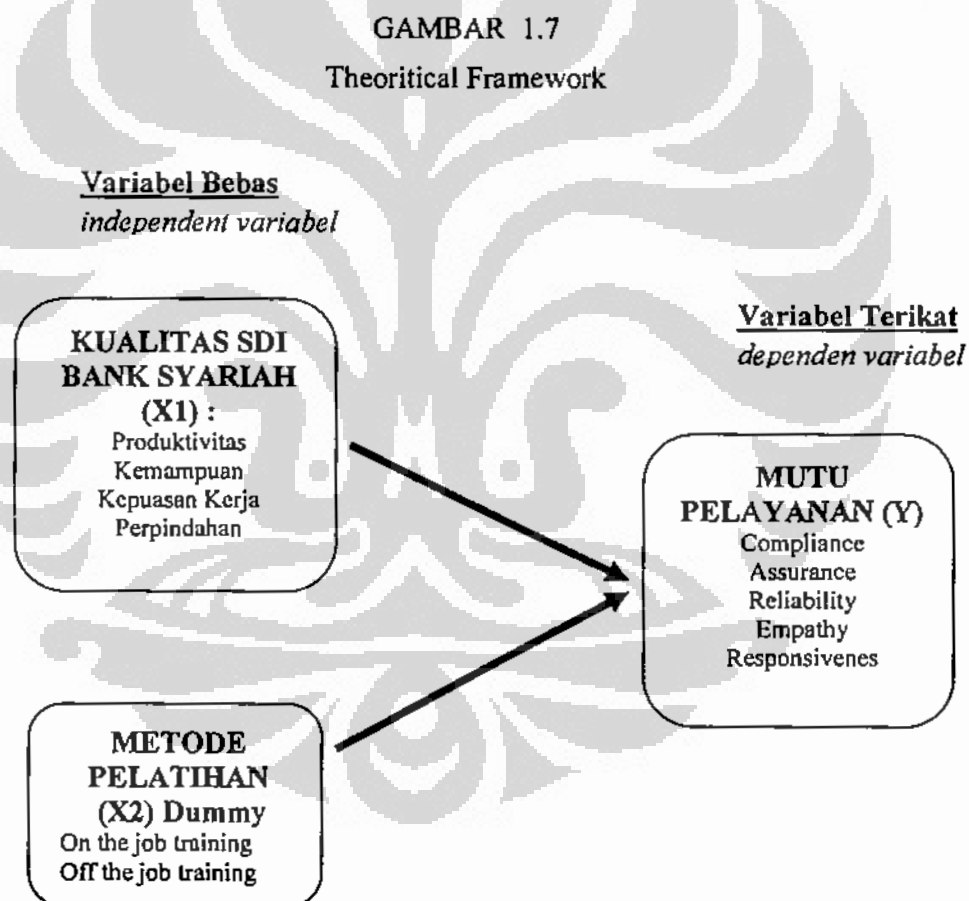 GAMBAR 1.7
Theoritical Framework
Variabel Bebas
independent variabel
KUALITAS SDI
BANK SYARIAH
(X1) :
Produktivitas
Kemampuan
Kepuasan Kerja
Perpindahan
METODE
PELATIHAN
(X2) Dummy
On the job training
Off the job training
Variabel Terikat
dependen variabel
MUTU
PELAYANAN (Y)
Compliance
Assurance
Reliability
Empathy
Responsivenes